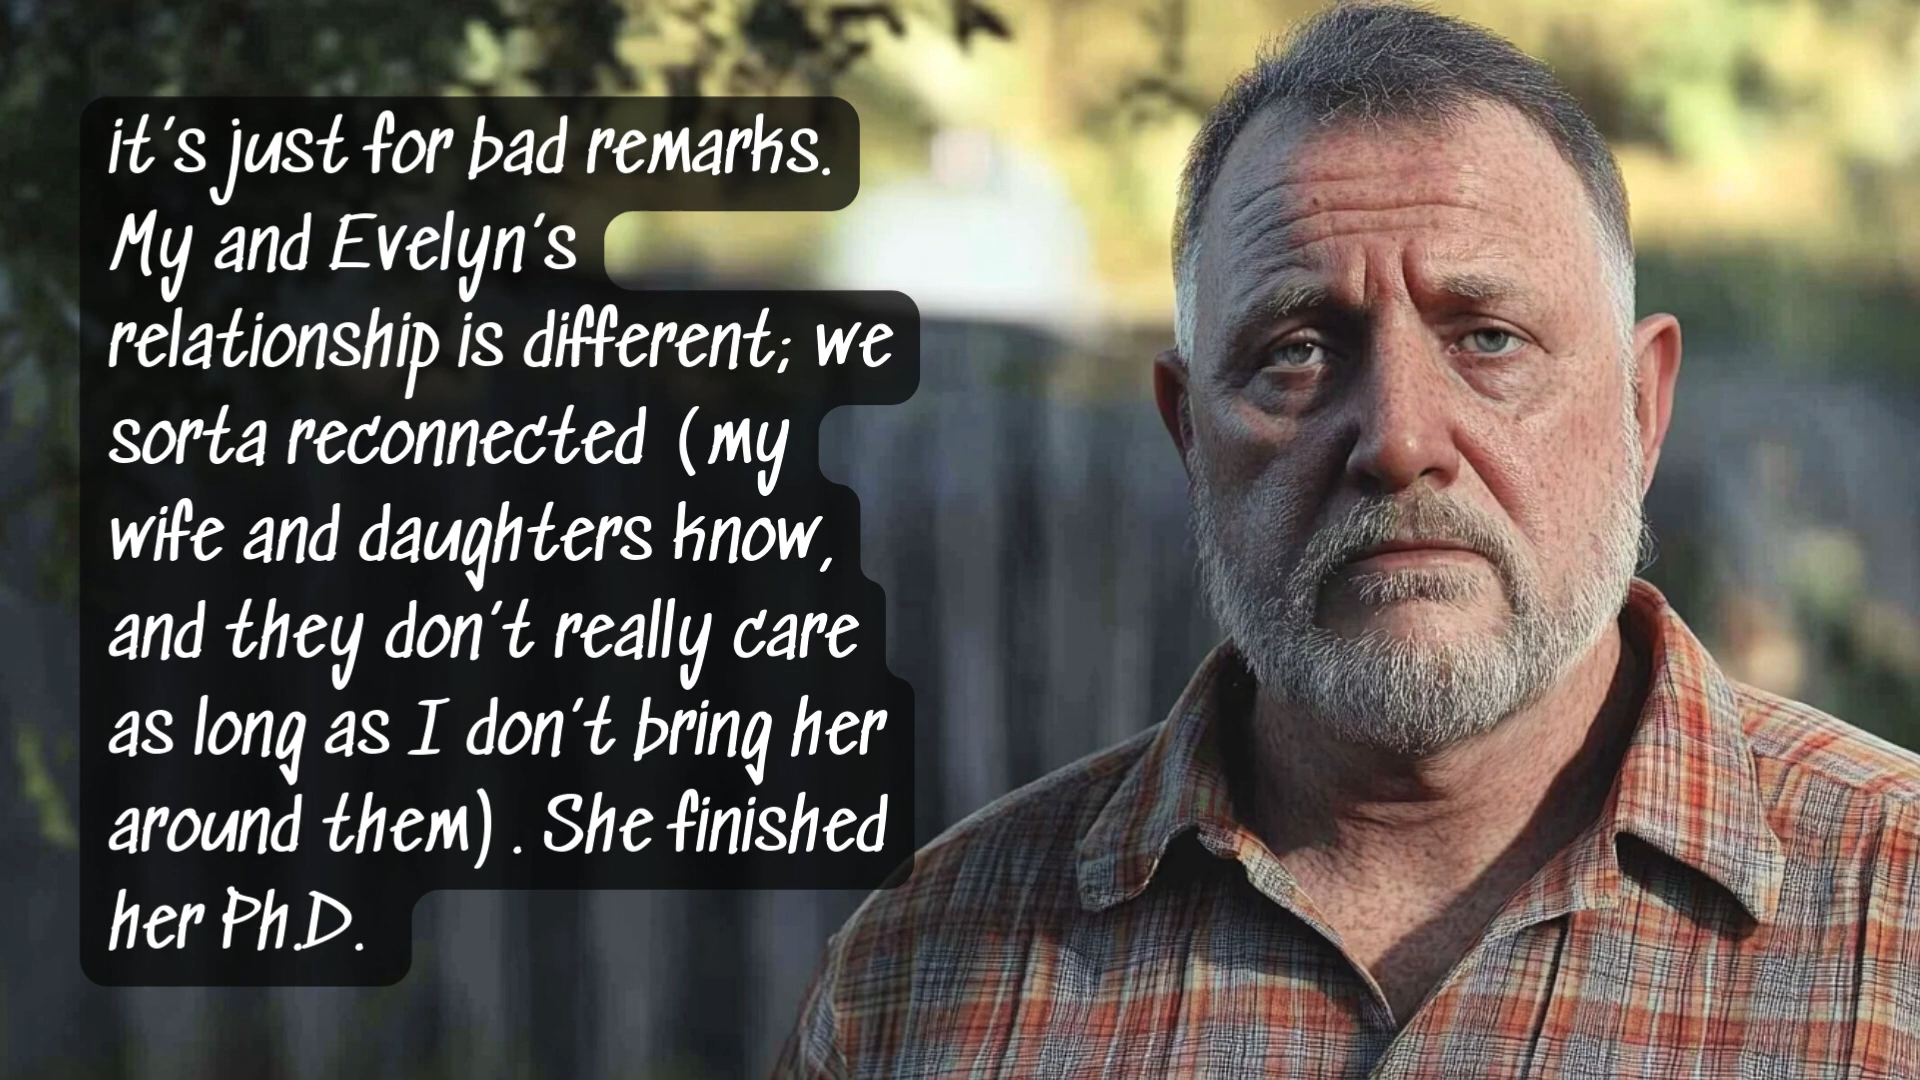 it's just for bad remarks.
My and Evelyn's
relationship is different; we
sorta reconnected (my
wife and daughters know,
and they don't really care
as long as I don't bring her
around them) . She finished
her Ph.D.